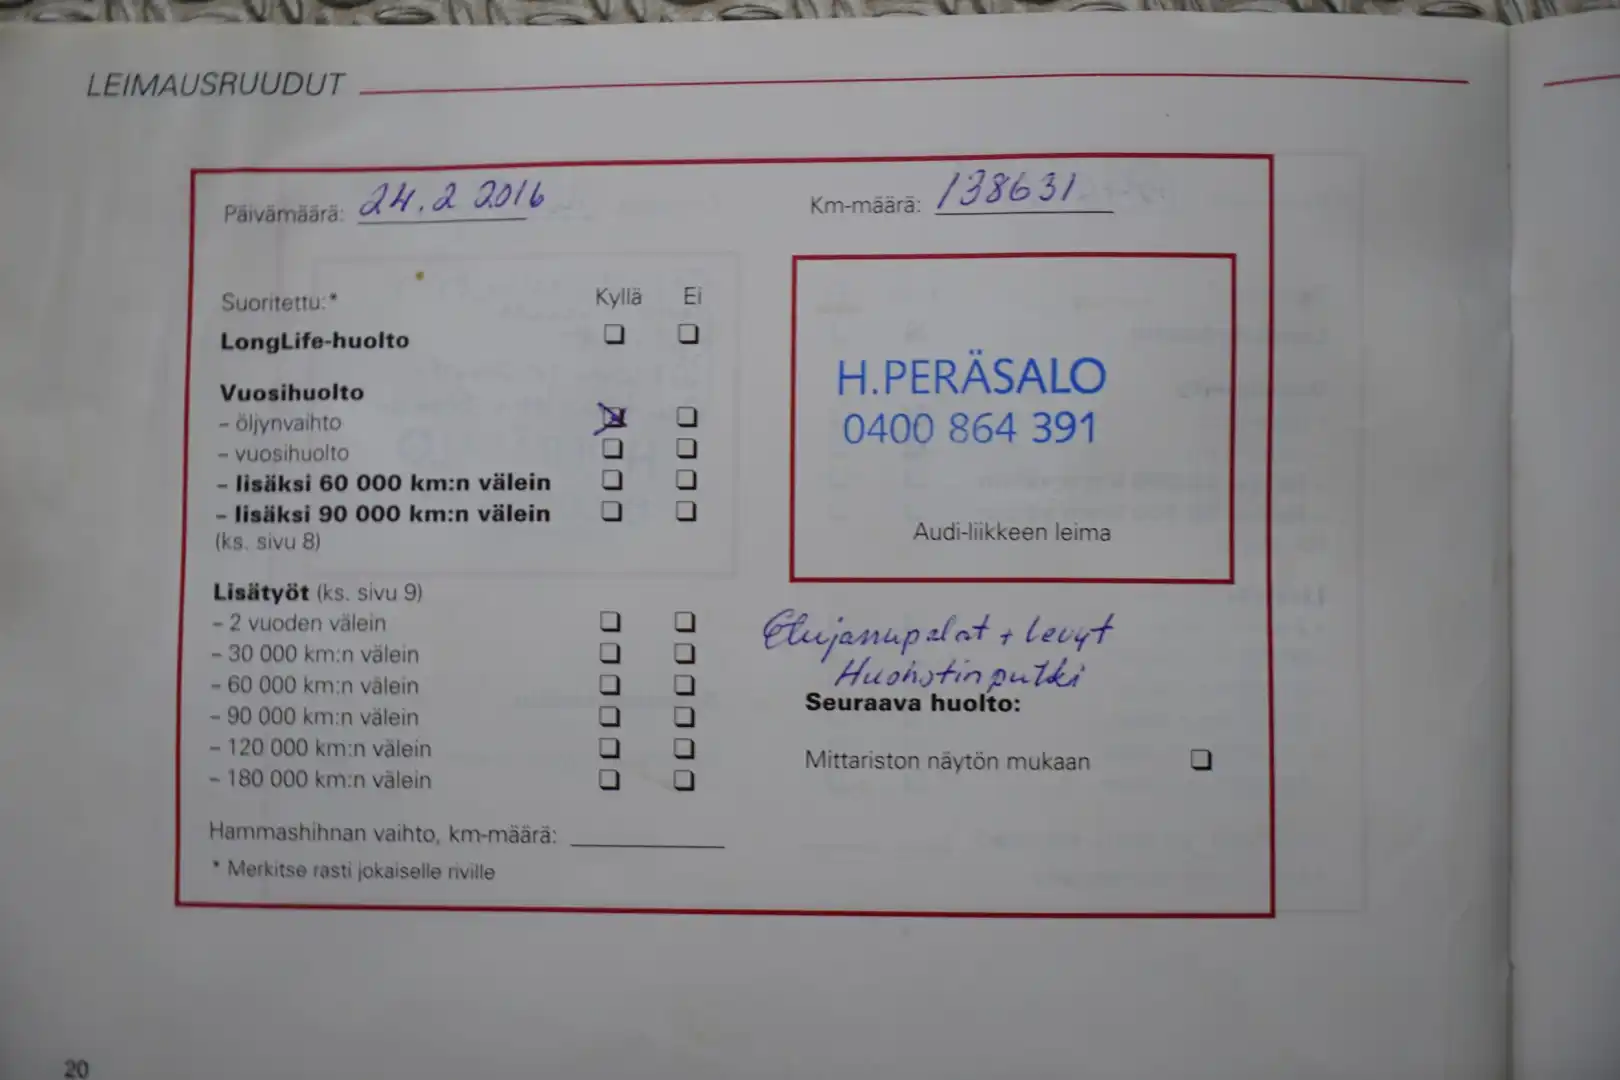 LEIMAUSRUUDUT
Päivämäärä: 24.2 2016
Km-määrä: 138631
Suoritettu:* Kyllä Ei
LongLife-huolto
Vuosihuolto
- öljynvaihto
- vuosihuolto
- lisäksi 60 000 km:n välein
- lisäksi 90 000 km:n välein
(ks. sivu 8)
Lisätyöt (ks. sivu 9)
- 2 vuoden välein
- 30 000 km:n välein
- 60 000 km:n välein
- 90 000 km:n välein
- 120 000 km:n välein
- 180 000 km:n välein
Hammashihnan vaihto, km-määrä:
* Merkitse rasti jokaiselle riville
H.PERÄSALO
0400 864 391
Audi-liikkeen leima
Etujarrupalat + levyt
Huohotinputki
Seuraava huolto:
Mittariston näytön mukaan
20